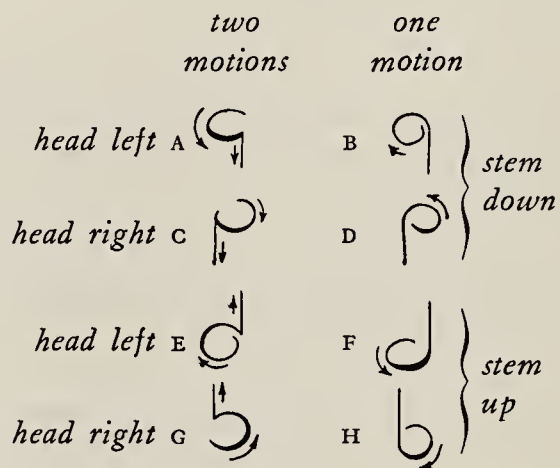 two one
motions motion
head left A B
stem
down
head right C D
head left E F
stem
up
head right G H